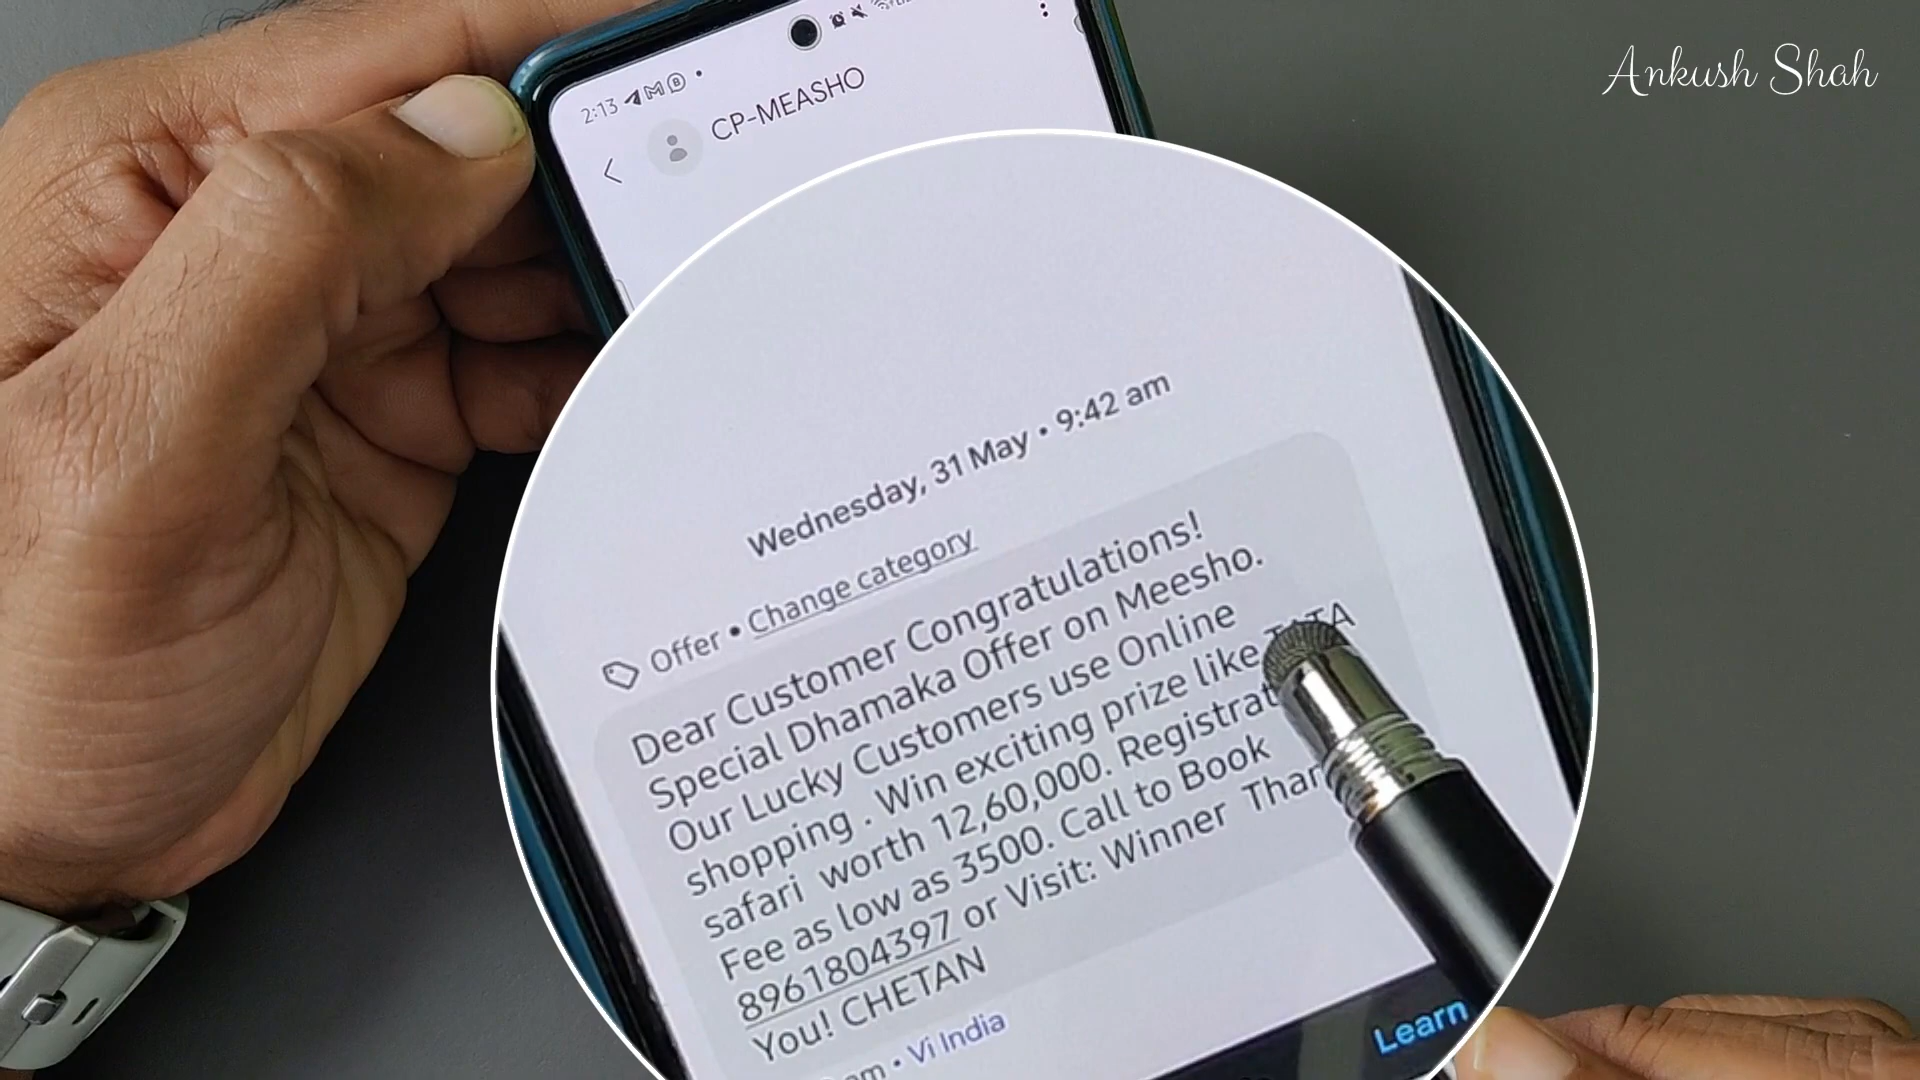 Ankush Shah
2:13
CP-MEASHO
Wednesday, 31 May • 9:42 am
Offer • Change category
Dear Customer Congratulations!
Special Dhamaka Offer on Meesho.
Our Lucky Customers use Online
shopping . Win exciting prize like
safari worth 12,60,000. Registrat
Fee as low as 3500. Call to Book
8961804397 or Visit: Winner Than
You! CHETAN
• Vi India
Learn